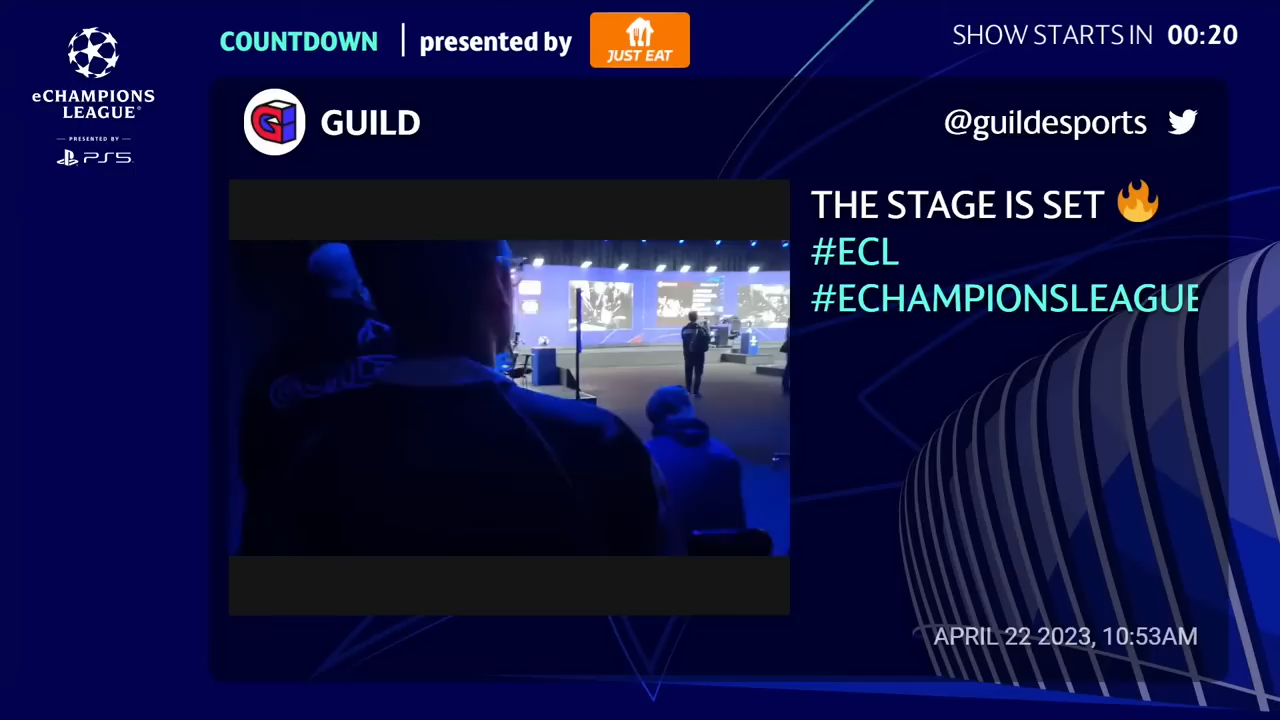 COUNTDOWN | presented by JUST EAT
SHOW STARTS IN 00:20
eCHAMPIONS
LEAGUE®
PRESENTED BY
PS5
GUILD
@guildesports
THE STAGE IS SET 🔥
#ECL
#ECHAMPIONSLEAGUE
APRIL 22 2023, 10:53AM